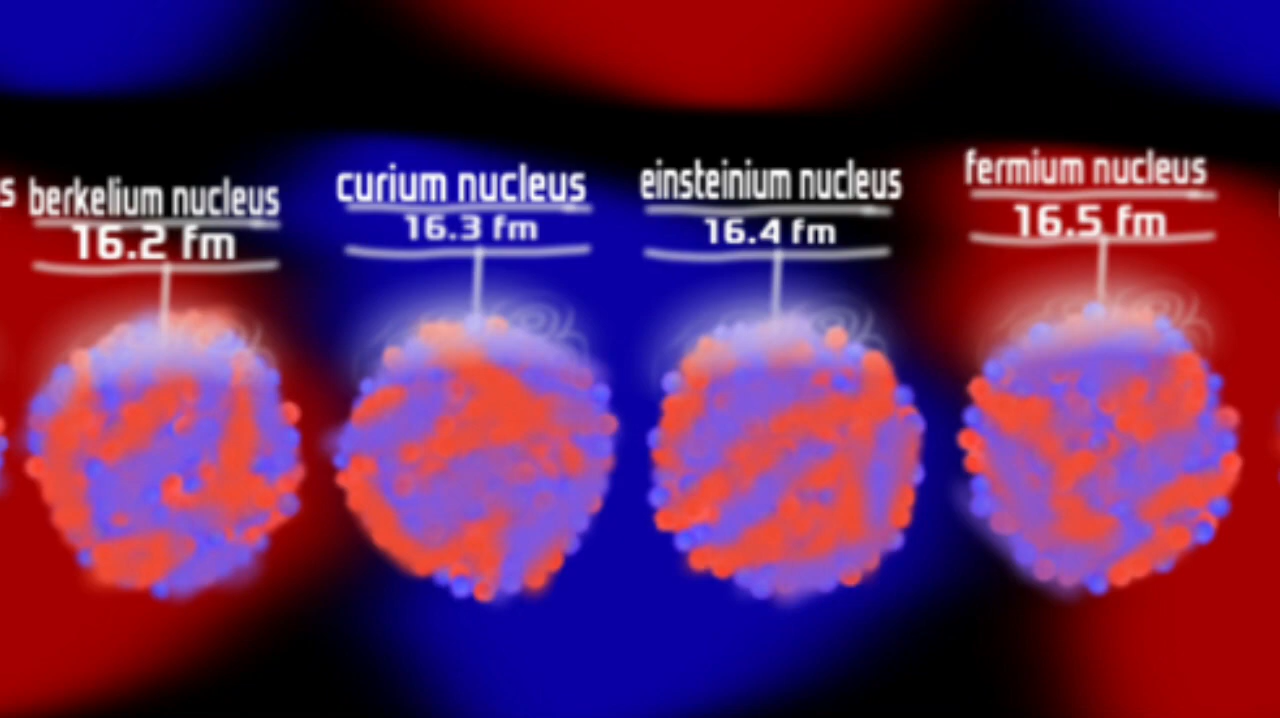 s
berkelium nucleus
16.2 fm
curium nucleus
16.3 fm
einsteinium nucleus
16.4 fm
fermium nucleus
16.5 fm